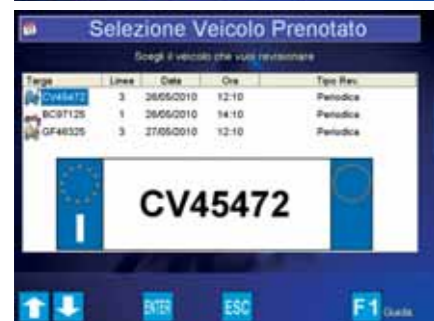 Selezione Veicolo Prenotato
Scegli il veicolo che vuoi revisionare
Targa Linea Data Ora Tipo Rev.
CV45472 3 26/05/2010 12:10 Periodica
BC97125 1 26/05/2010 14:10 Periodica
GF46325 3 27/05/2010 12:10 Periodica
I CV45472
ENTER ESC F1 Guida